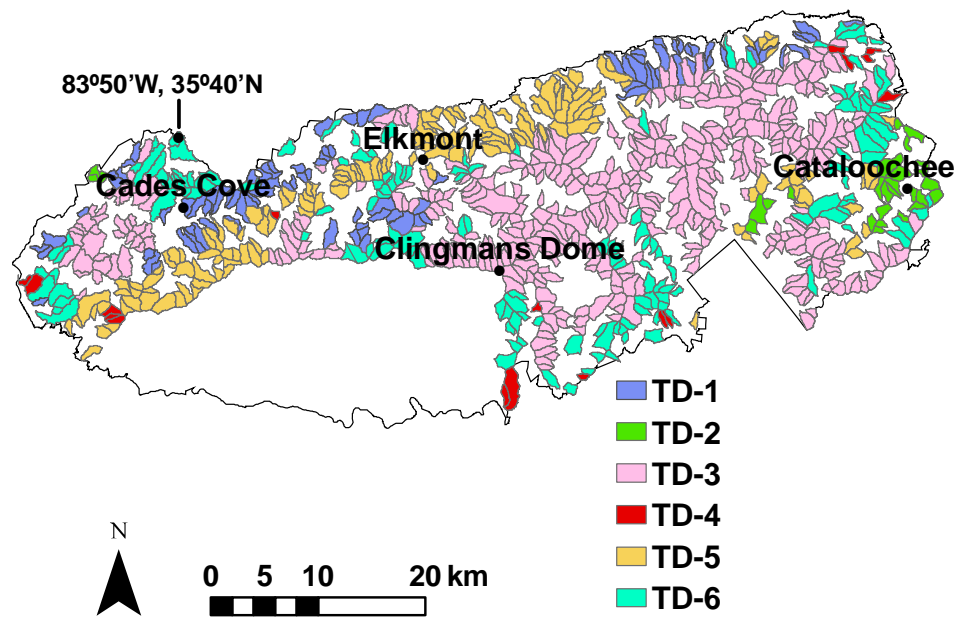 83º50’W, 35º40’N
Elkmont
Cades Cove
Cataloochee
Clingmans Dome
TD-1
TD-2
TD-3
TD-4
TD-5
TD-6
N
0 5 10 20 km